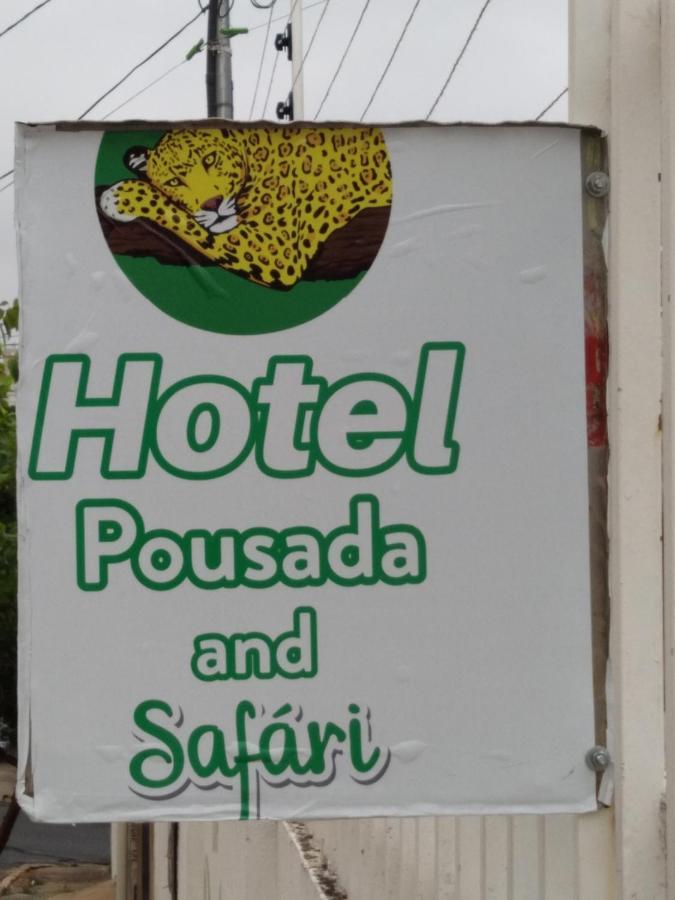 Hotel
Pousada
and
Safári